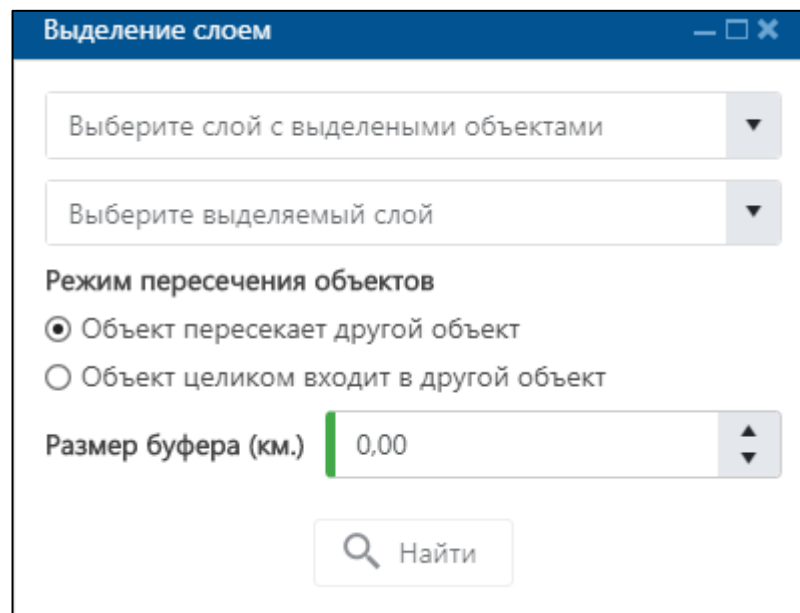 Выделение слоем
Выберите слой с выделеными объектами
Выберите выделяемый слой
Режим пересечения объектов
Объект пересекает другой объект
Объект целиком входит в другой объект
Размер буфера (км.) 0,00
Найти